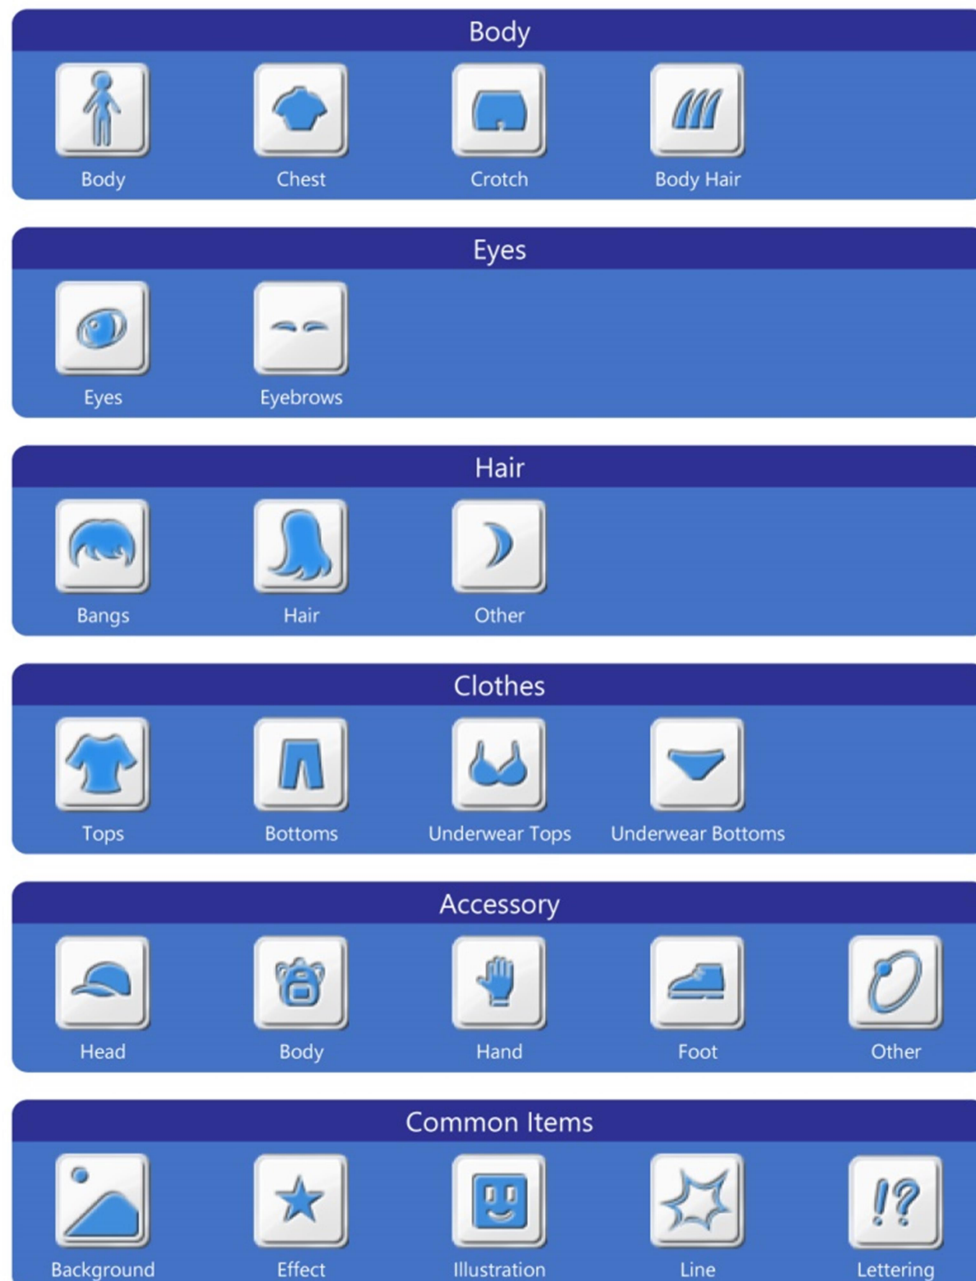 Body
Body Chest Crotch Body Hair
Eyes
Eyes Eyebrows
Hair
Bangs Hair Other
Clothes
Tops Bottoms Underwear Tops Underwear Bottoms
Accessory
Head Body Hand Foot Other
Common Items
!?
Background Effect Illustration Line Lettering